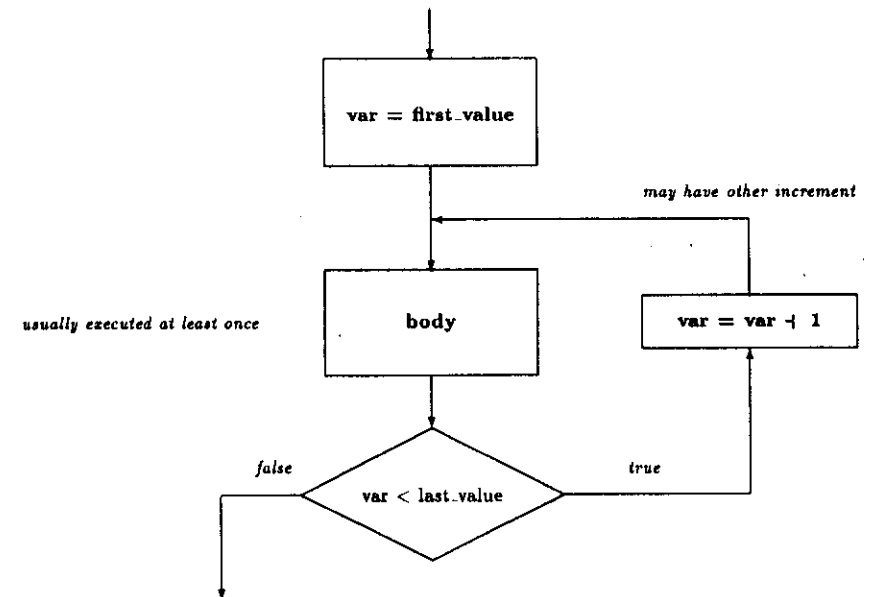 var = first_value
may have other increment
usually executed at least once
body
var = var + 1
false
true
var < last_value